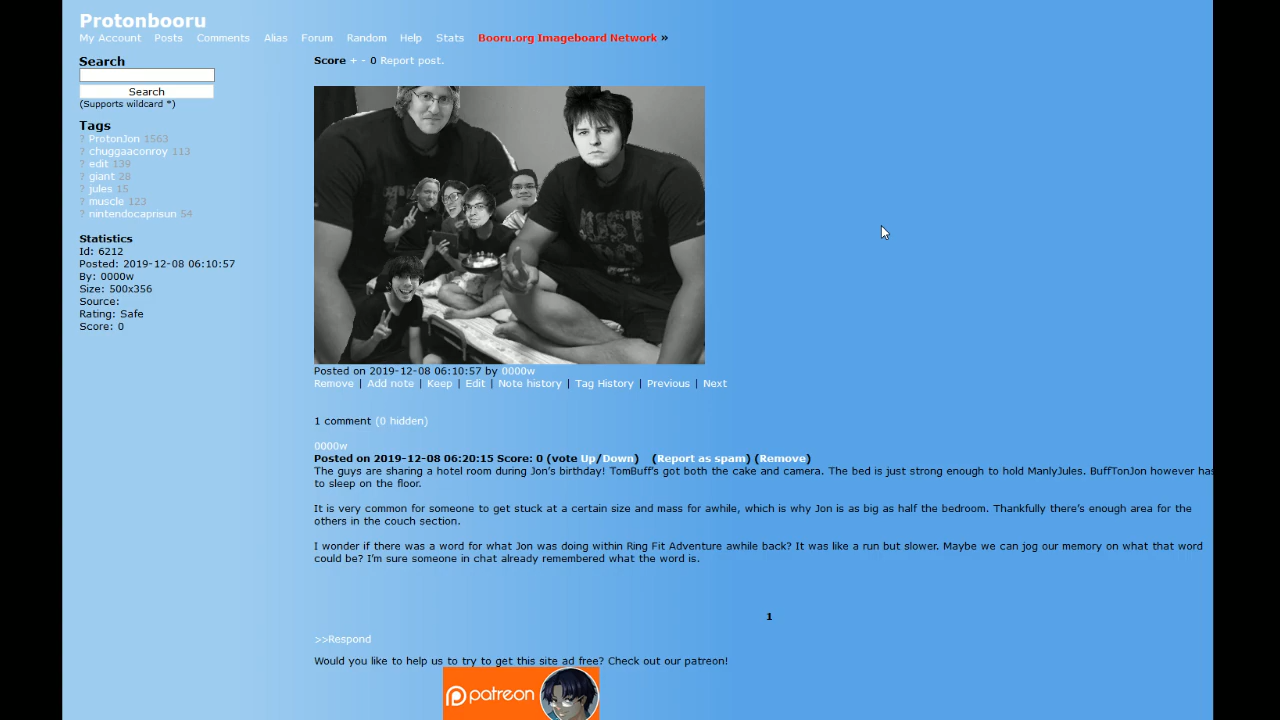 Protonbooru
My Account Posts Comments Alias Forum Random Help Stats Booru.org Imageboard Network »
Search
Search
(Supports wildcard *)
Tags
? ProtonJon 1563
? chuggaaconroy 113
? edit 139
? giant 28
? jules 15
? muscle 123
? nintendocaprisun 54
Statistics
Id: 6212
Posted: 2019-12-08 06:10:57
By: 0000w
Size: 500x356
Source:
Rating: Safe
Score: 0
Score + - 0 Report post.
Posted on 2019-12-08 06:10:57 by 0000w
Remove | Add note | Keep | Edit | Note history | Tag History | Previous | Next
1 comment (0 hidden)
0000w
Posted on 2019-12-08 06:20:15 Score: 0 (vote Up/Down) (Report as spam) (Remove)
The guys are sharing a hotel room during Jon's birthday! TomBuff's got both the cake and camera. The bed is just strong enough to hold ManlyJules. BuffTonJon however has
to sleep on the floor.
It is very common for someone to get stuck at a certain size and mass for awhile, which is why Jon is as big as half the bedroom. Thankfully there's enough area for the
others in the couch section.
I wonder if there was a word for what Jon was doing within Ring Fit Adventure awhile back? It was like a run but slower. Maybe we can jog our memory on what that word
could be? I'm sure someone in chat already remembered what the word is.
1
>>Respond
Would you like to help us to try to get this site ad free? Check out our patreon!
patreon